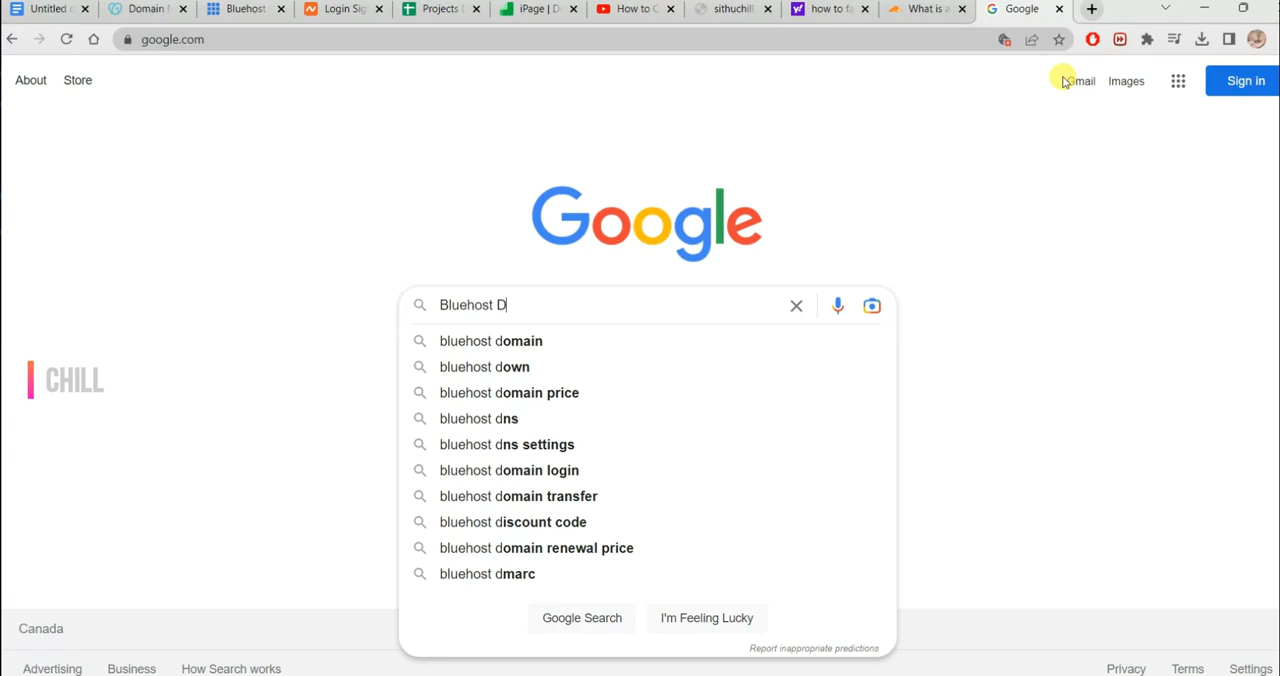 Untitled
Domain
Bluehost
Login Sig
Projects
iPage | D
How to C
sithuchill
how to fa
What is a
Google
google.com
About Store
Gmail Images Sign in
Google
Bluehost D
bluehost domain
bluehost down
bluehost domain price
bluehost dns
bluehost dns settings
bluehost domain login
bluehost domain transfer
bluehost discount code
bluehost domain renewal price
bluehost dmarc
CHILL
Google Search I'm Feeling Lucky
Report inappropriate predictions
Canada
Advertising Business How Search works Privacy Terms Settings